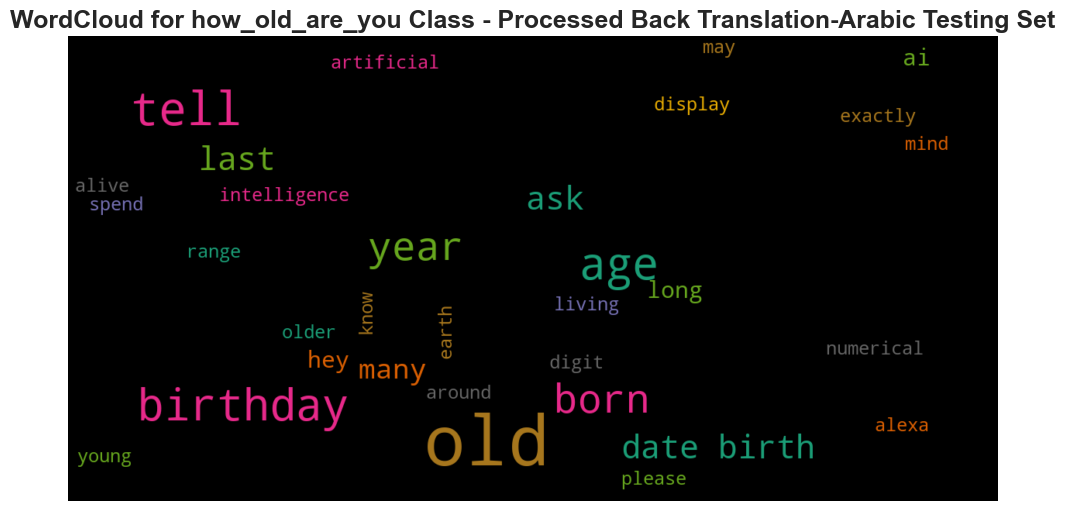 WordCloud for how_old_are_you Class - Processed Back Translation-Arabic Testing Set
may
artificial
ai
tell
display
exactly
mind
last
alive
intelligence
ask
spend
year
range
age
long
living
know
earth
older
numerical
hey
many
digit
around
birthday
born
old
alexa
date birth
young
please